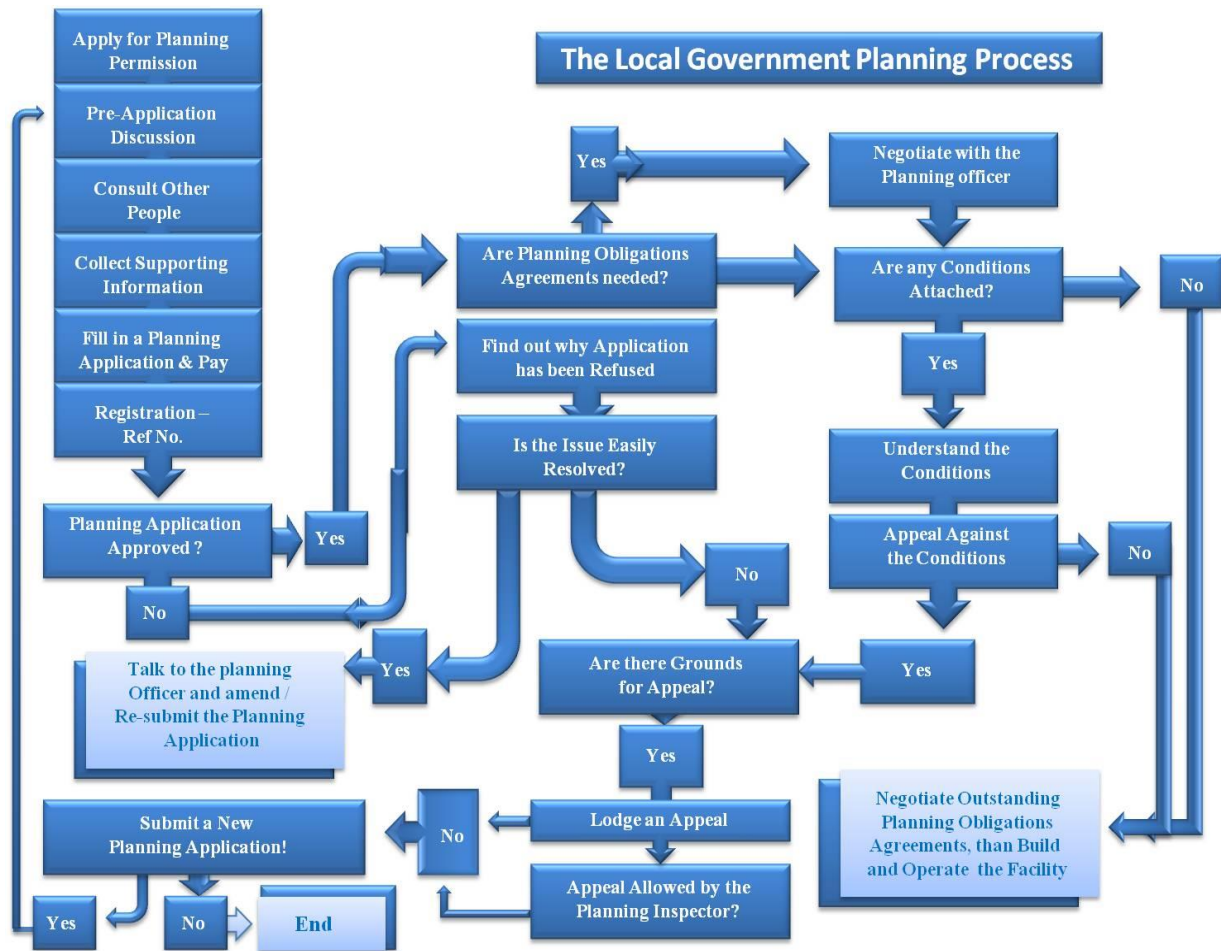 The Local Government Planning Process
Apply for Planning
Permission
Pre-Application
Discussion
Consult Other
People
Collect Supporting
Information
Fill in a Planning
Application & Pay
Registration –
Ref No.
Planning Application
Approved ?
Yes
No
Are Planning Obligations
Agreements needed?
Yes
Negotiate with the
Planning officer
Are any Conditions
Attached?
No
Yes
Understand the
Conditions
Appeal Against
the Conditions
No
Yes
Find out why Application
has been Refused
Is the Issue Easily
Resolved?
No
Yes
Talk to the planning
Officer and amend /
Re-submit the Planning
Application
Are there Grounds
for Appeal?
Yes
Lodge an Appeal
Appeal Allowed by the
Planning Inspector?
No
Submit a New
Planning Application!
Yes
No
End
Negotiate Outstanding
Planning Obligations
Agreements, than Build
and Operate the Facility